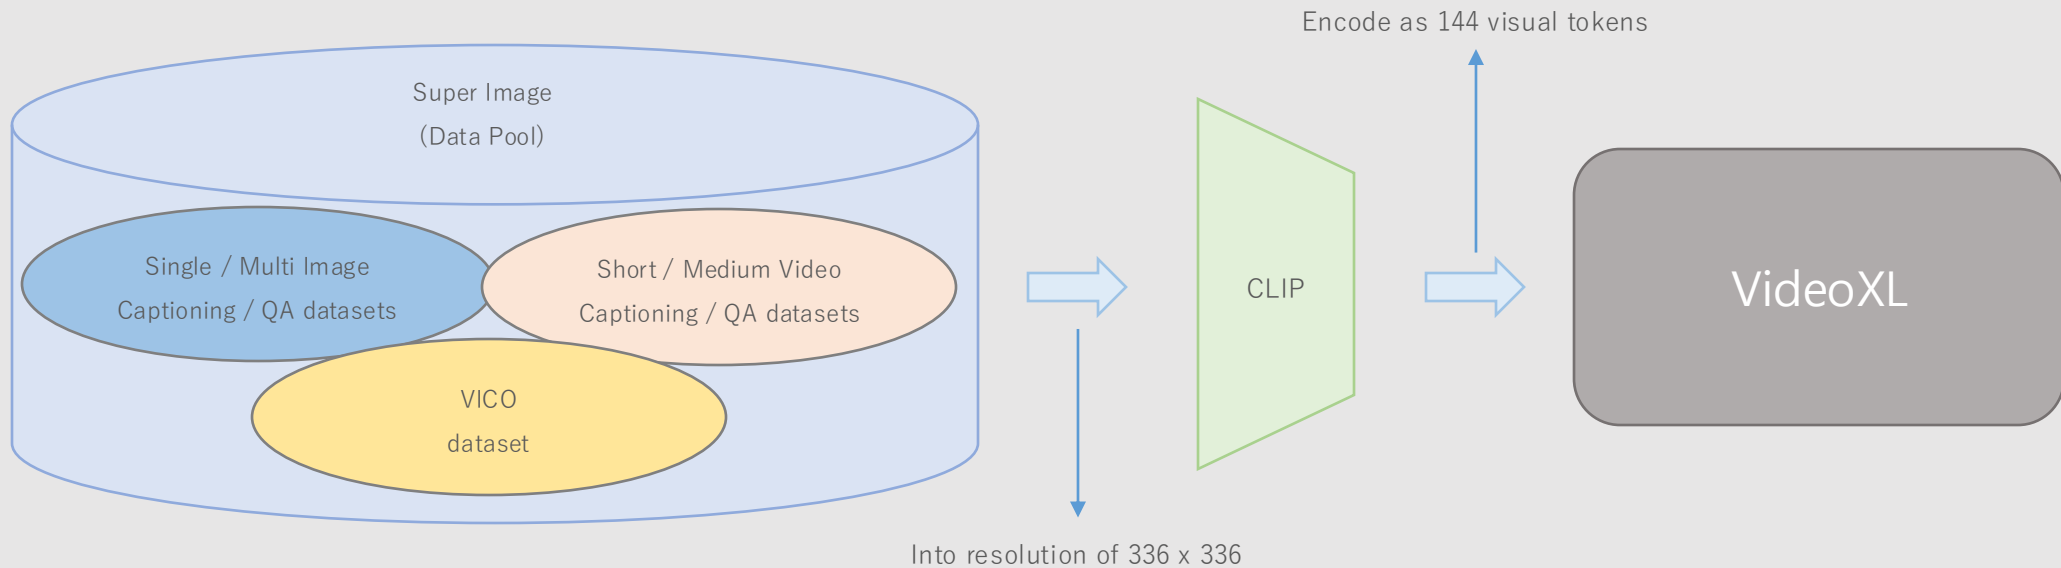 Encode as 144 visual tokens
Super Image
(Data Pool)
Single / Multi Image
Captioning / QA datasets
Short / Medium Video
Captioning / QA datasets
VICO
dataset
CLIP
VideoXL
Into resolution of 336 x 336